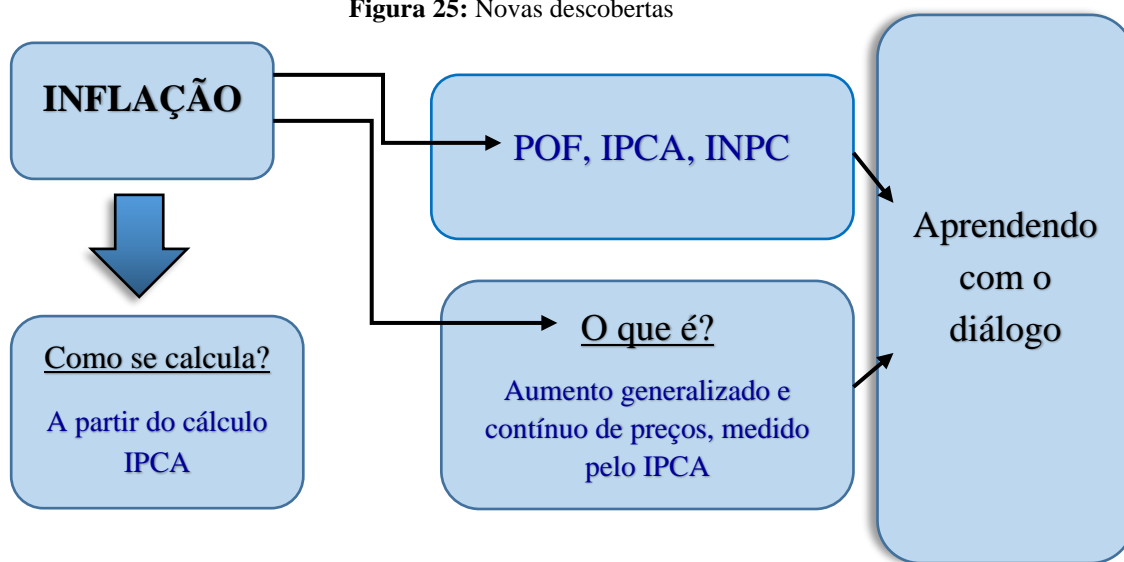 Figura 25: Novas descobertas
INFLAÇÃO
POF, IPCA, INPC
Aprendendo
com o
diálogo
Como se calcula?
A partir do cálculo
IPCA
O que é?
Aumento generalizado e
contínuo de preços, medido
pelo IPCA